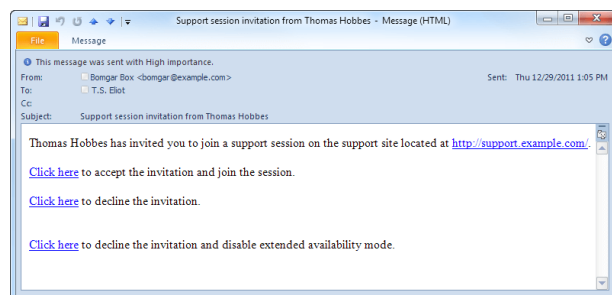 Support session invitation from Thomas Hobbes - Message (HTML)
File Message
This message was sent with High importance.
From: Bomgar Box <bomgar@example.com> Sent: Thu 12/29/2011 1:05 PM
To: T.S. Eliot
Cc:
Subject: Support session invitation from Thomas Hobbes
Thomas Hobbes has invited you to join a support session on the support site located at http://support.example.com/.
Click here to accept the invitation and join the session.
Click here to decline the invitation.
Click here to decline the invitation and disable extended availability mode.